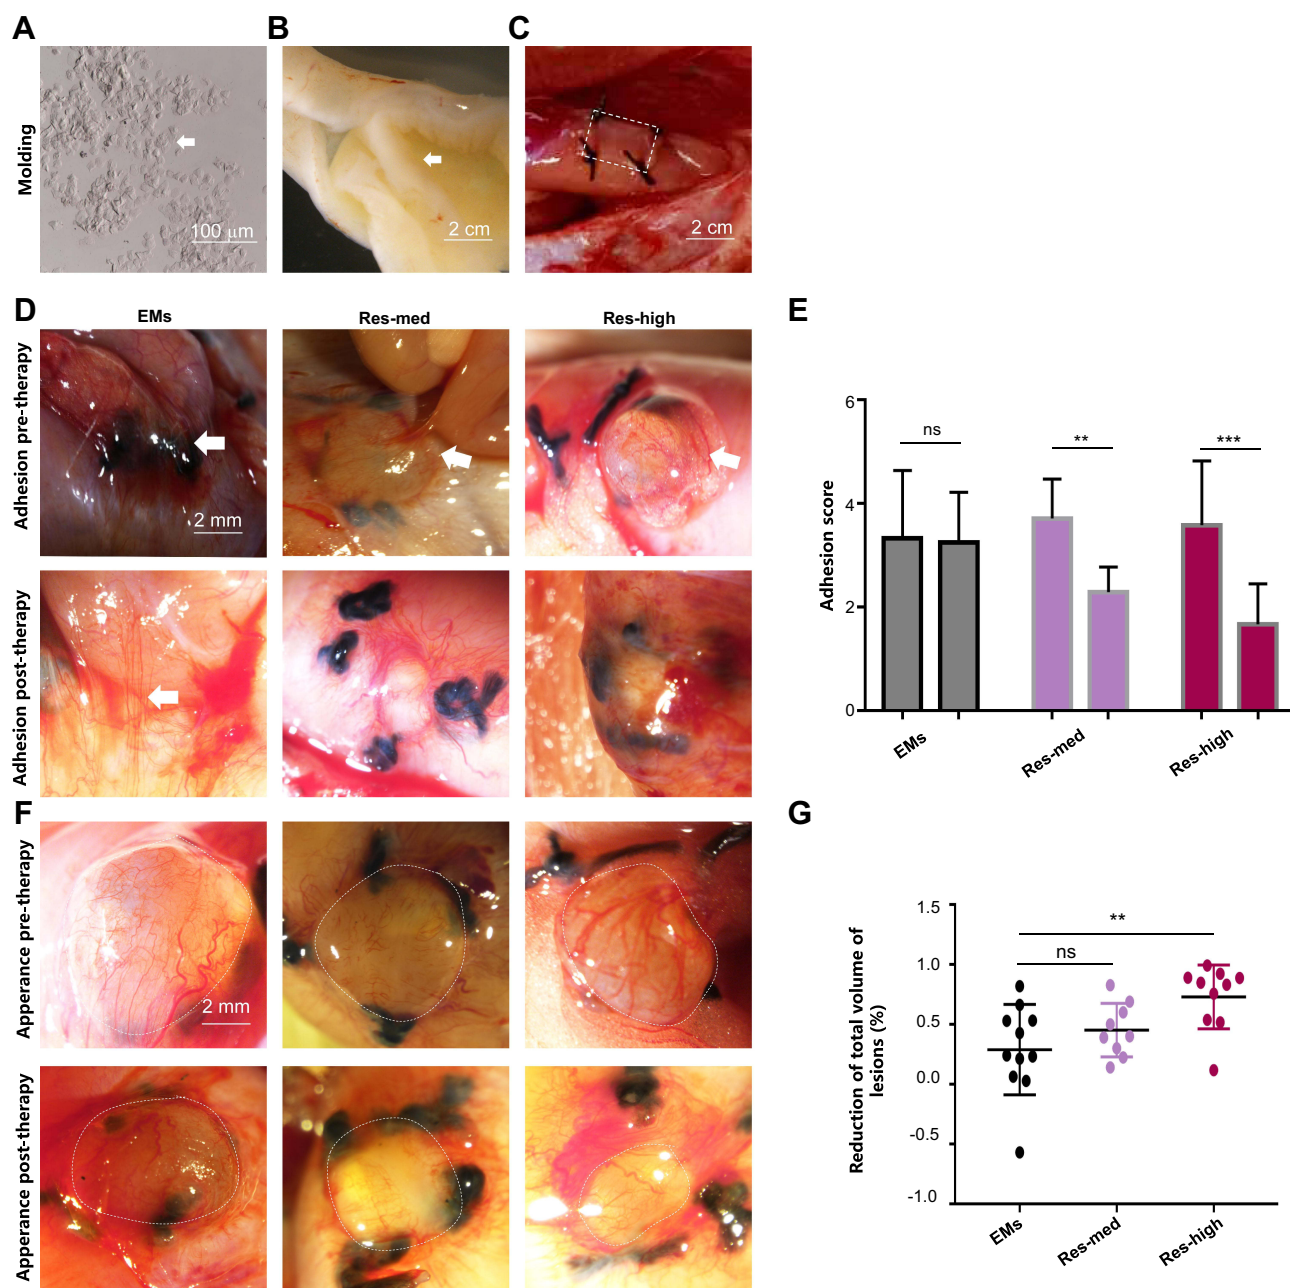 A
B
C
Molding
100 μm
2 cm
2 cm
D
EMs
Res-med
Res-high
Adhesion pre-therapy
2 mm
Adhesion post-therapy
E
Adhesion score
6
4
2
0
ns
**
***
EMs
Res-med
Res-high
F
Apperance pre-therapy
2 mm
Apperance post-therapy
G
Reduction of total volume of
lesions (%)
1.5
1.0
0.5
0.0
-0.5
-1.0
**
ns
EMs
Res-med
Res-high